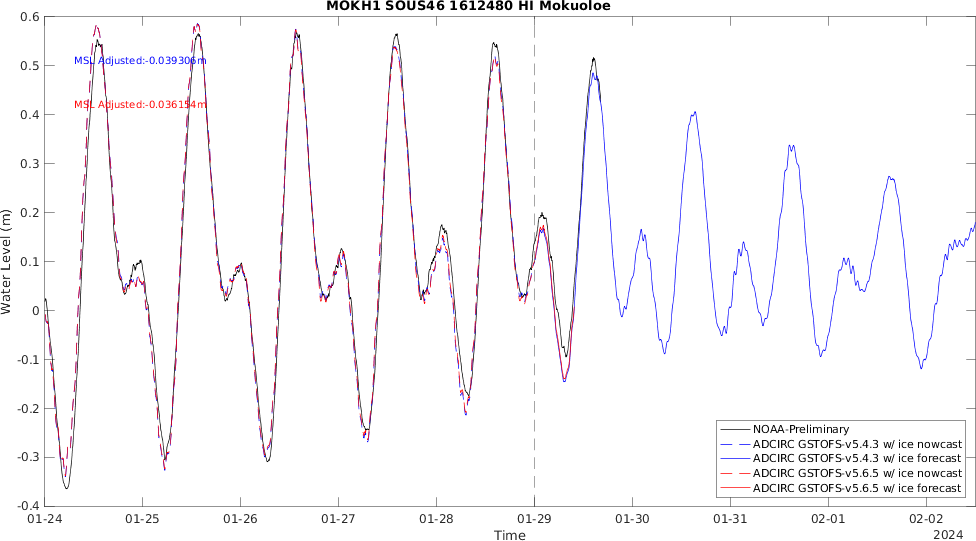 MOKH1 SOUS46 1612480 HI Mokuoloe
0.6
0.5
0.4
0.3
0.2
0.1
0
-0.1
-0.2
-0.3
-0.4
Water Level (m)
MSL Adjusted:-0.039306m
MSL Adjusted:-0.036154m
NOAA-Preliminary
ADCIRC GSTOFS-v5.4.3 w/ ice nowcast
ADCIRC GSTOFS-v5.4.3 w/ ice forecast
ADCIRC GSTOFS-v5.6.5 w/ ice nowcast
ADCIRC GSTOFS-v5.6.5 w/ ice forecast
01-24 01-25 01-26 01-27 01-28 01-29 01-30 01-31 02-01 02-02
Time
2024